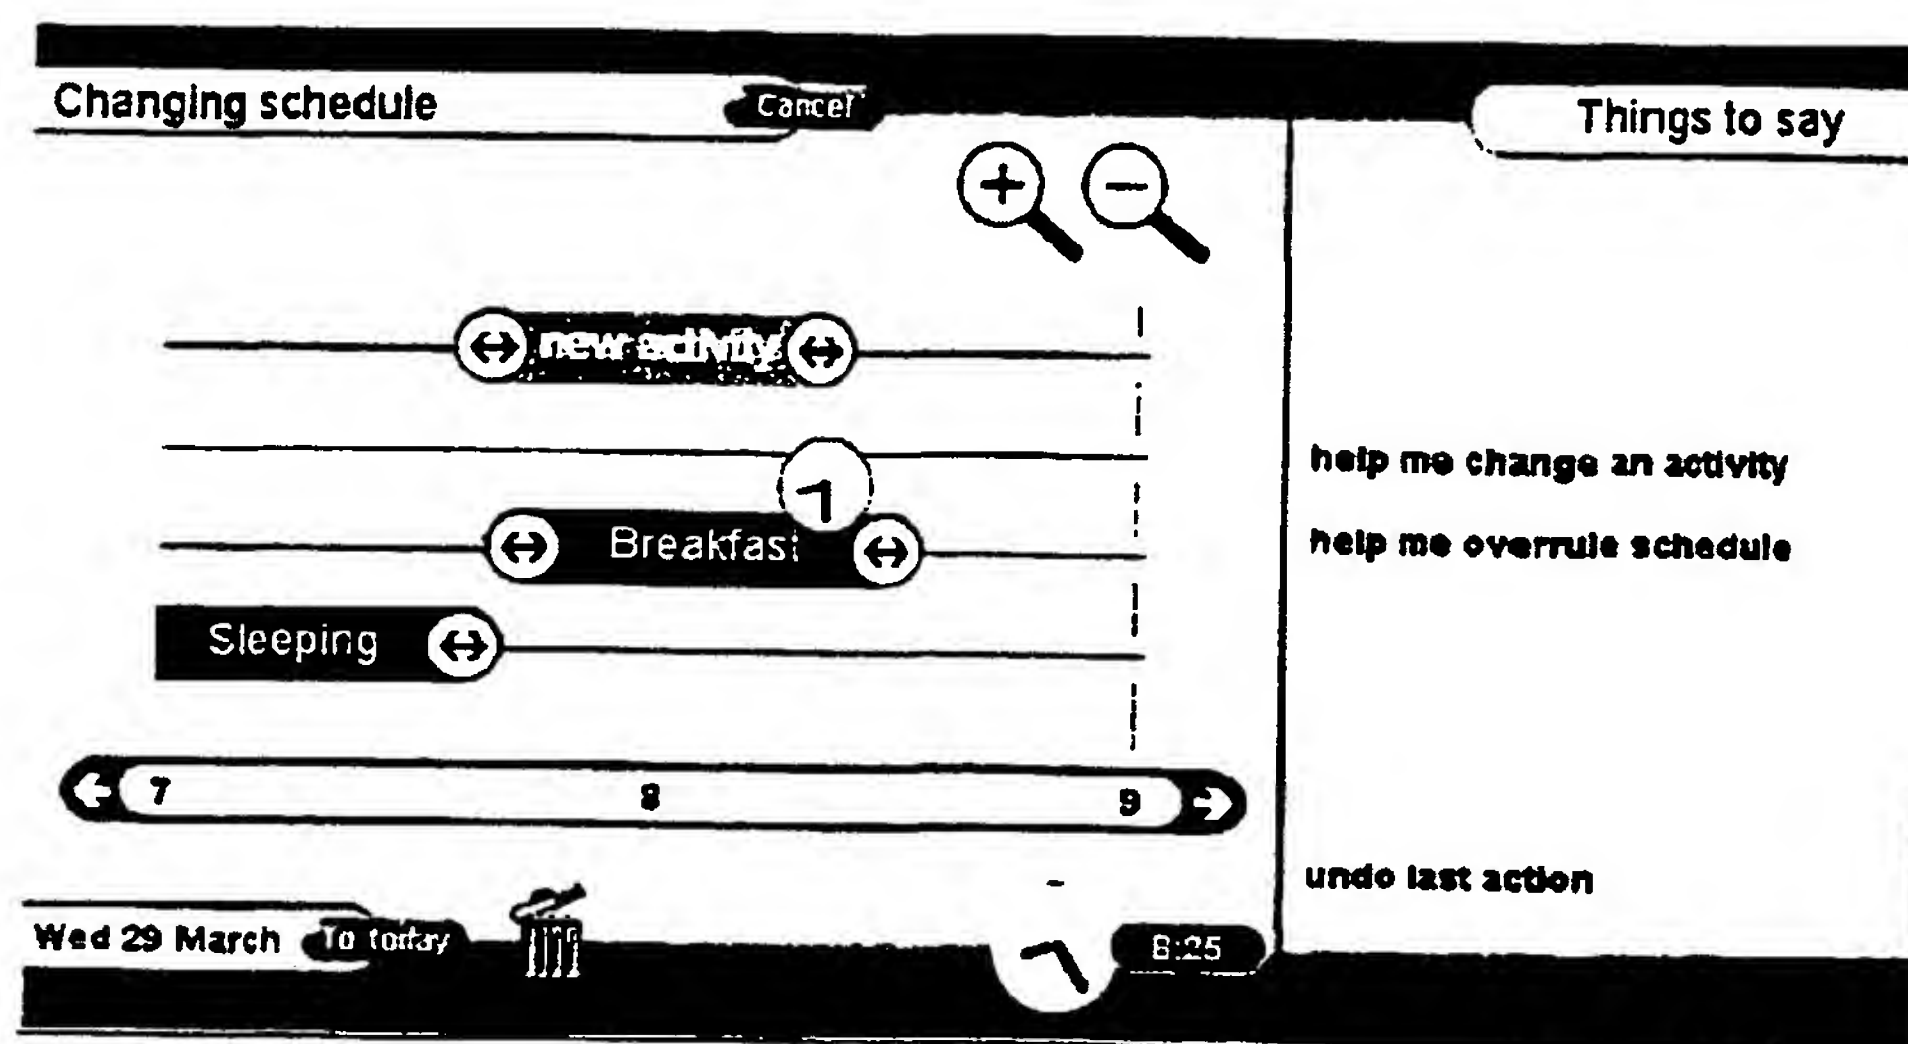 Changing schedule
Cancel
Things to say
new activity
help me change an activity
Breakfast
help me overrule schedule
Sleeping
7 8 9
undo last action
Wed 29 March
To today
8:25